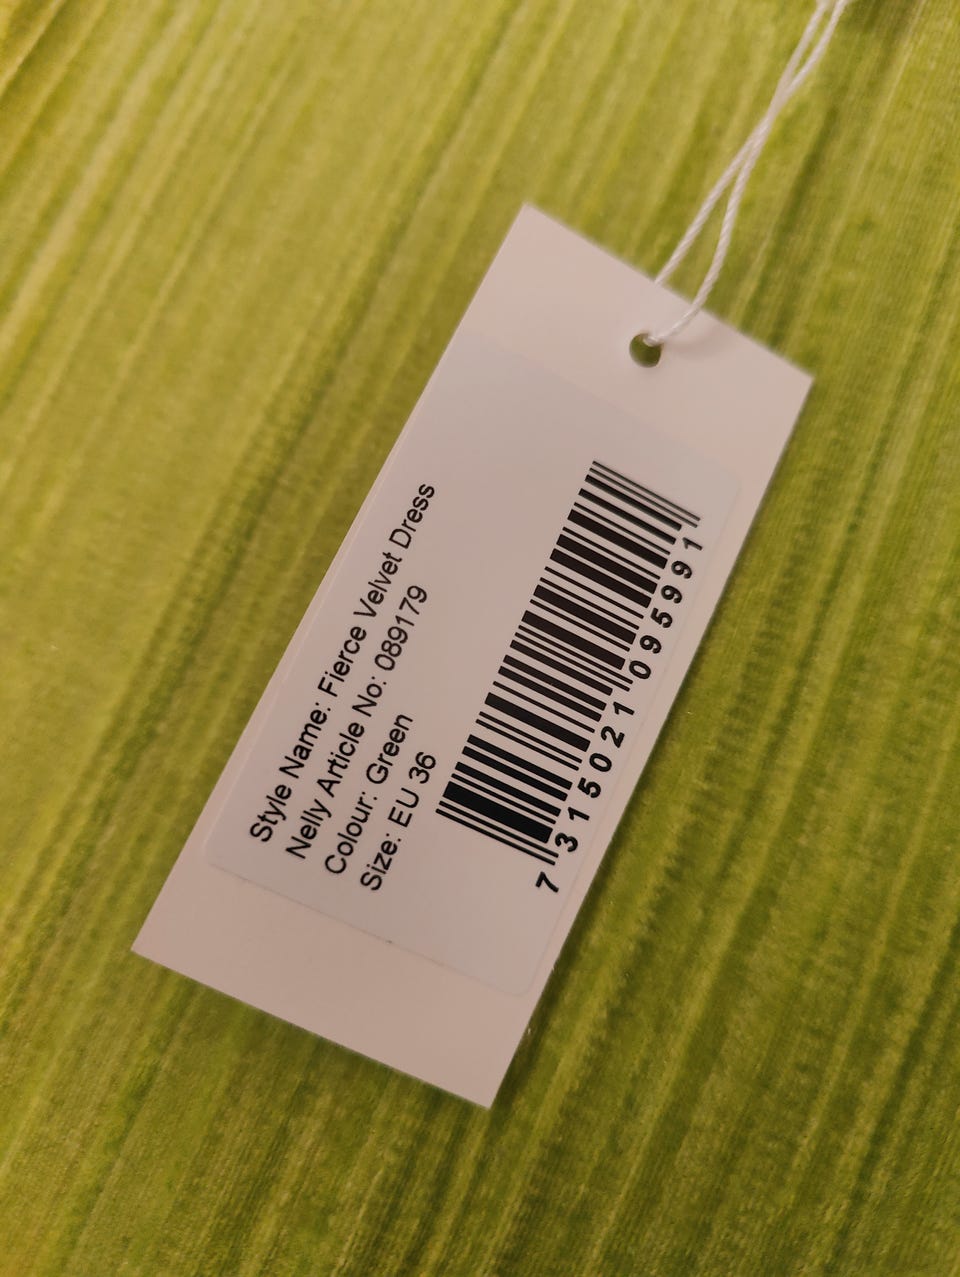 Style Name: Fierce Velvet Dress
Nelly Article No: 089179
Colour: Green
Size: EU 36
7 315021 095991